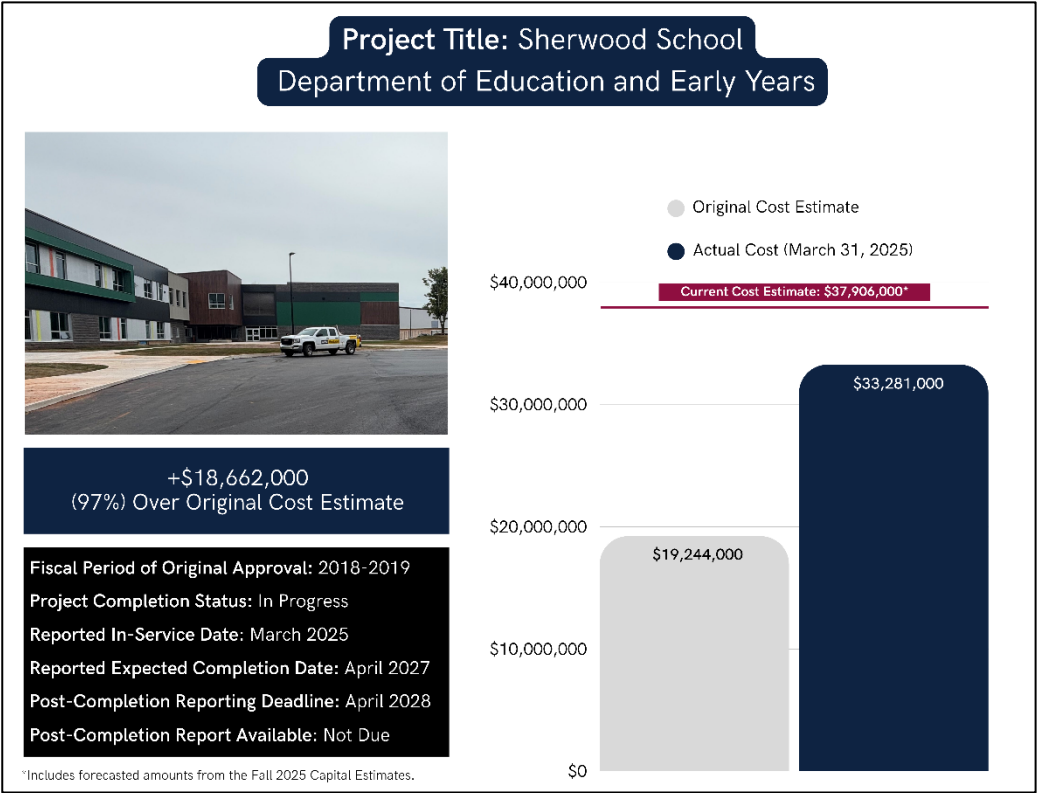 Project Title: Sherwood School
Department of Education and Early Years
Original Cost Estimate
Actual Cost (March 31, 2025)
$40,000,000
Current Cost Estimate: $37,906,000*
$33,281,000
$30,000,000
$20,000,000
$19,244,000
$10,000,000
$0
+$18,662,000
(97%) Over Original Cost Estimate
Fiscal Period of Original Approval: 2018-2019
Project Completion Status: In Progress
Reported In-Service Date: March 2025
Reported Expected Completion Date: April 2027
Post-Completion Reporting Deadline: April 2028
Post-Completion Report Available: Not Due
*Includes forecasted amounts from the Fall 2025 Capital Estimates.